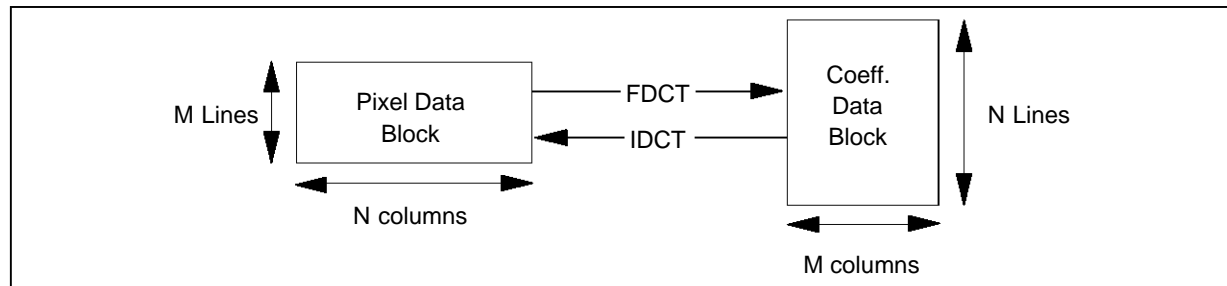 M Lines
Pixel Data
Block
N columns
FDCT
IDCT
Coeff.
Data
Block
N Lines
M columns